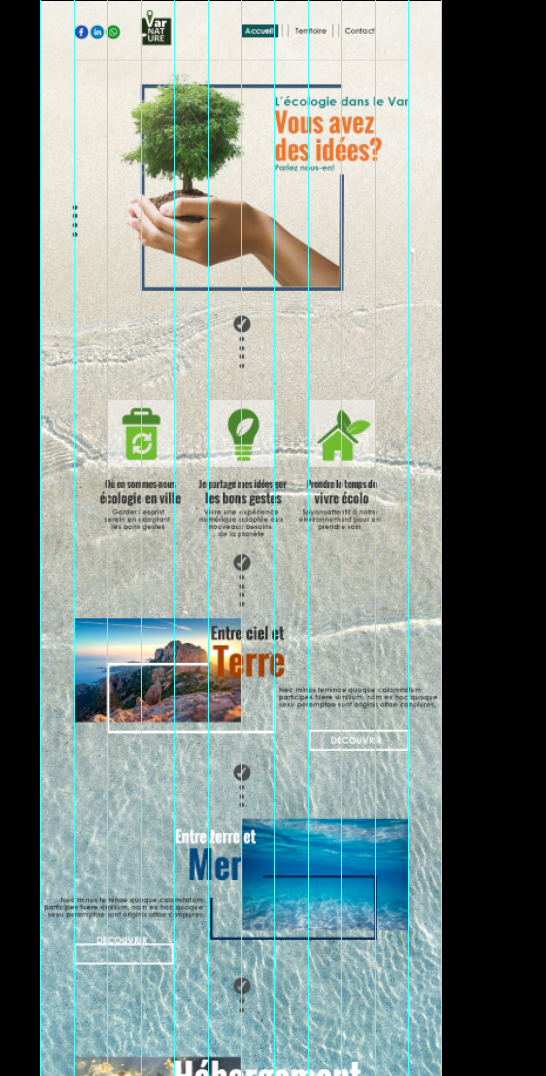 Var
NAT
URE
Accueil
Territoire
Contact
L'écologie dans le Var
Vous avez
des idées?
Parlez nous-en!
Où en sommes-nous
écologie en ville
Garder l'esprit
serein en adoptant
les bons gestes
Je partage mes idées sur
les bons gestes
Vivre une expérience
numérique adaptée aux
nouveaux besoins
de la planète
Prendre le temps de
vivre écolo
Soyons attentif à notre
environnement pour en
prendre soin
Entre ciel et
Terre
Nec minus feminae quoque calamitatum
participes fuere similium. nam ex hoc quoque
sexu peremptae sunt originis altae conplures,
DECOUVRIR
Entre terre et
Mer
Nec minus feminae quoque calamitatum
participes fuere similium. nam ex hoc quoque
sexu peremptae sunt originis altae conplures,
DECOUVRIR
Hébergement